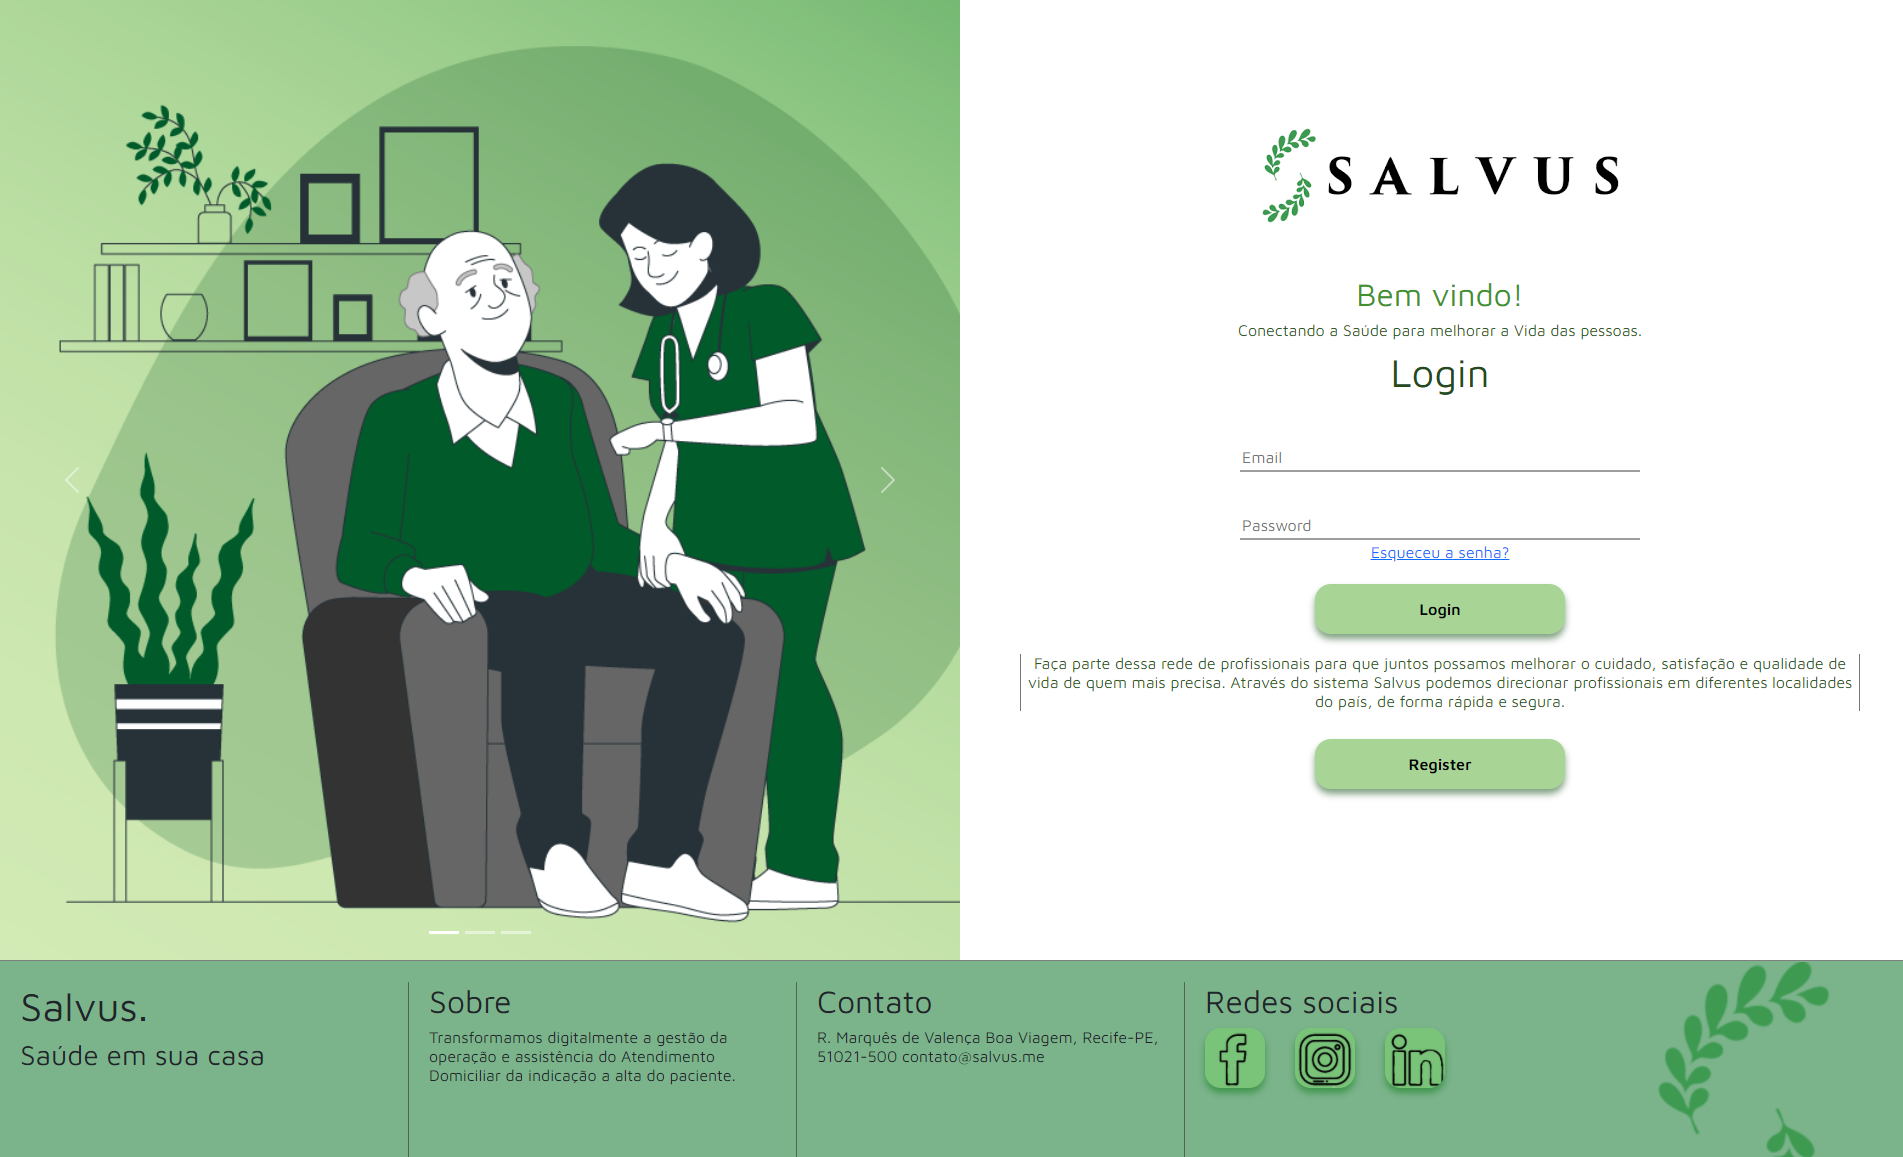 SALVUS
Bem vindo!
Conectando a Saúde para melhorar a Vida das pessoas.
Login
Email
Password
Esqueceu a senha?
Login
Faça parte dessa rede de profissionais para que juntos possamos melhorar o cuidado, satisfação e qualidade de
vida de quem mais precisa. Através do sistema Salvus podemos direcionar profissionais em diferentes localidades
do país, de forma rápida e segura.
Register
Salvus.
Saúde em sua casa
Sobre
Transformamos digitalmente a gestão da
operação e assistência do Atendimento
Domiciliar da indicação a alta do paciente.
Contato
R. Marquês de Valença Boa Viagem, Recife-PE,
51021-500 contato@salvus.me
Redes sociais
f
in